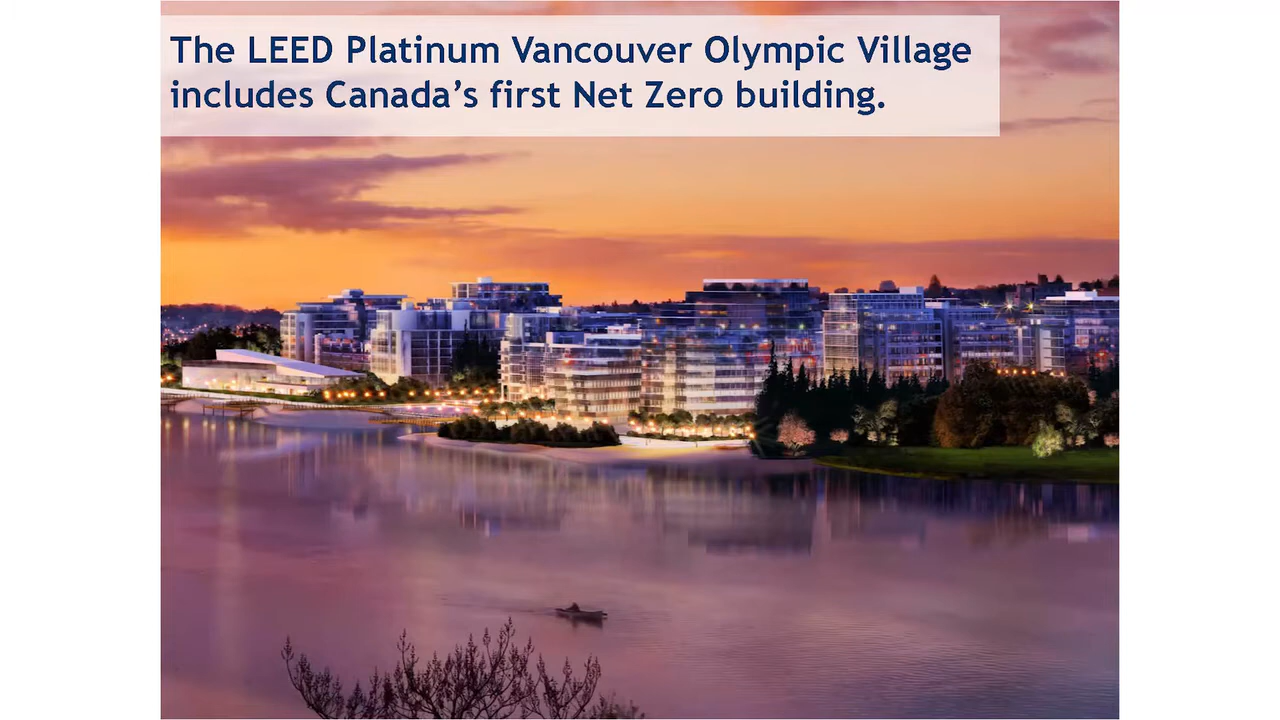 The LEED Platinum Vancouver Olympic Village
includes Canada’s first Net Zero building.